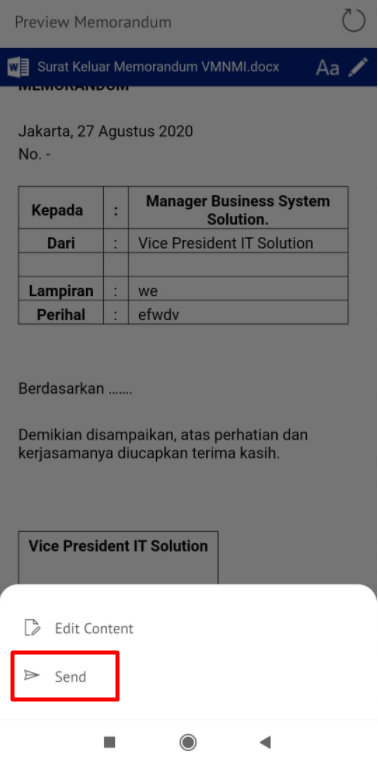 Preview Memorandum
Surat Keluar Memorandum VMNMI.docx Aa
MEMORANDUM
Jakarta, 27 Agustus 2020
No. -
Kepada : Manager Business System
Solution.
Dari : Vice President IT Solution
Lampiran : we
Perihal : efwdv
Berdasarkan .......
Demikian disampaikan, atas perhatian dan
kerjasamanya diucapkan terima kasih.
Vice President IT Solution
Edit Content
Send